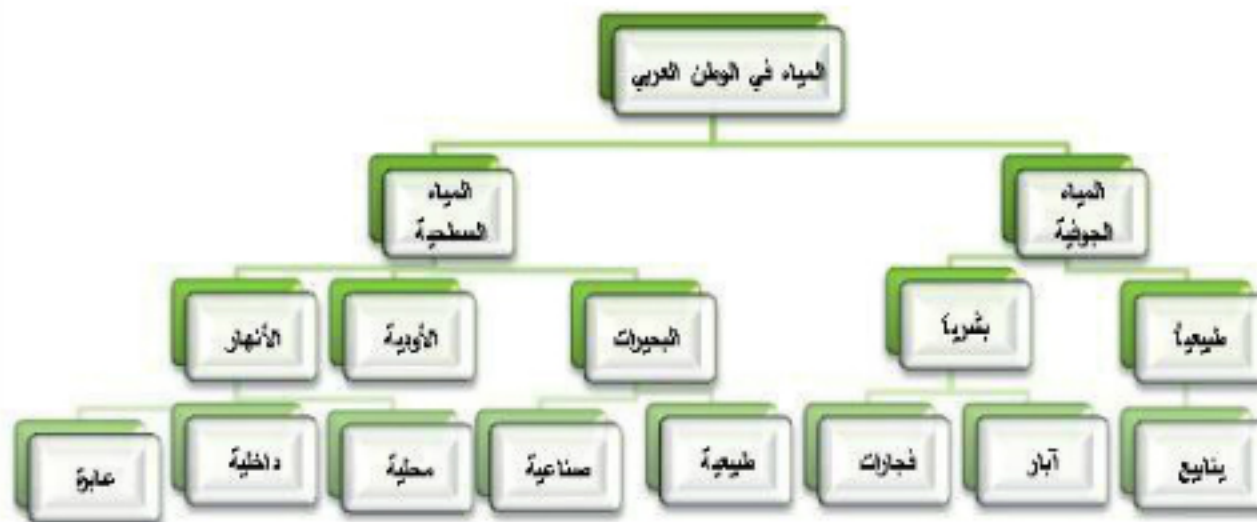 المياه في الوطن العربي
المياه
الجوفية
المياه
السطحية
طبيعياً
بشرياً
البحيرات
الأودية
الأنهار
ينابيع
آبار
فجارات
طبيعية
صناعية
محلية
داخلية
عابرة